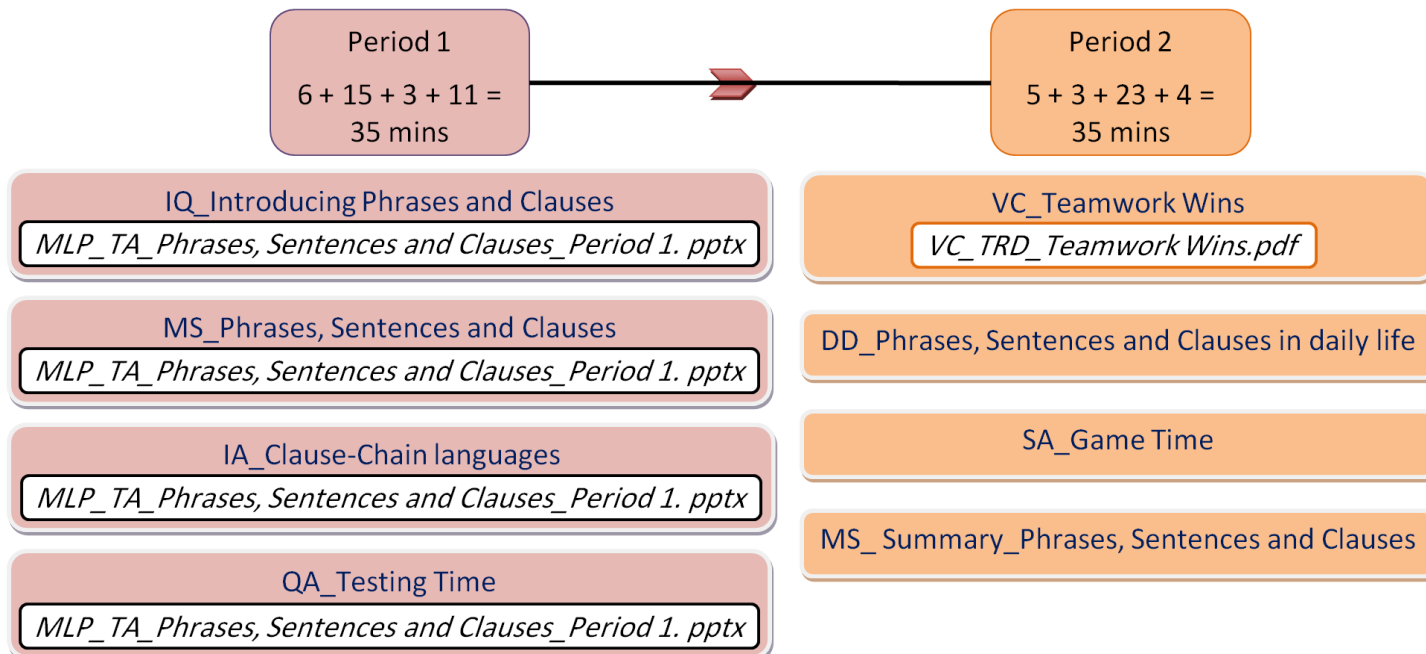 Period 1
6 + 15 + 3 + 11 =
35 mins
Period 2
5 + 3 + 23 + 4 =
35 mins
IQ_Introducing Phrases and Clauses
MLP_TA_Phrases, Sentences and Clauses_Period 1. pptx
MS_Phrases, Sentences and Clauses
MLP_TA_Phrases, Sentences and Clauses_Period 1. pptx
IA_Clause-Chain languages
MLP_TA_Phrases, Sentences and Clauses_Period 1. pptx
QA_Testing Time
MLP_TA_Phrases, Sentences and Clauses_Period 1. pptx
VC_Teamwork Wins
VC_TRD_Teamwork Wins.pdf
DD_Phrases, Sentences and Clauses in daily life
SA_Game Time
MS_ Summary_Phrases, Sentences and Clauses